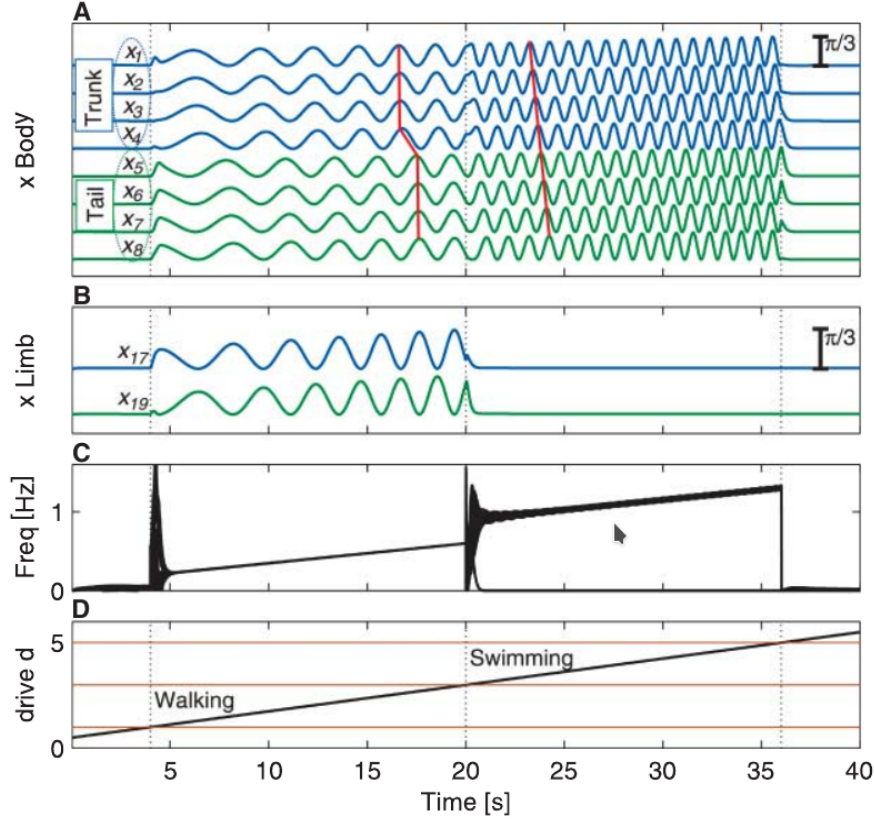 A
x Body
Trunk
Tail
x1
x2
x3
x4
x5
x6
x7
x8
π/3
B
x Limb
x17
x19
π/3
C
Freq [Hz]
1
0
D
drive d
5
0
Walking
Swimming
5 10 15 20 25 30 35 40
Time [s]